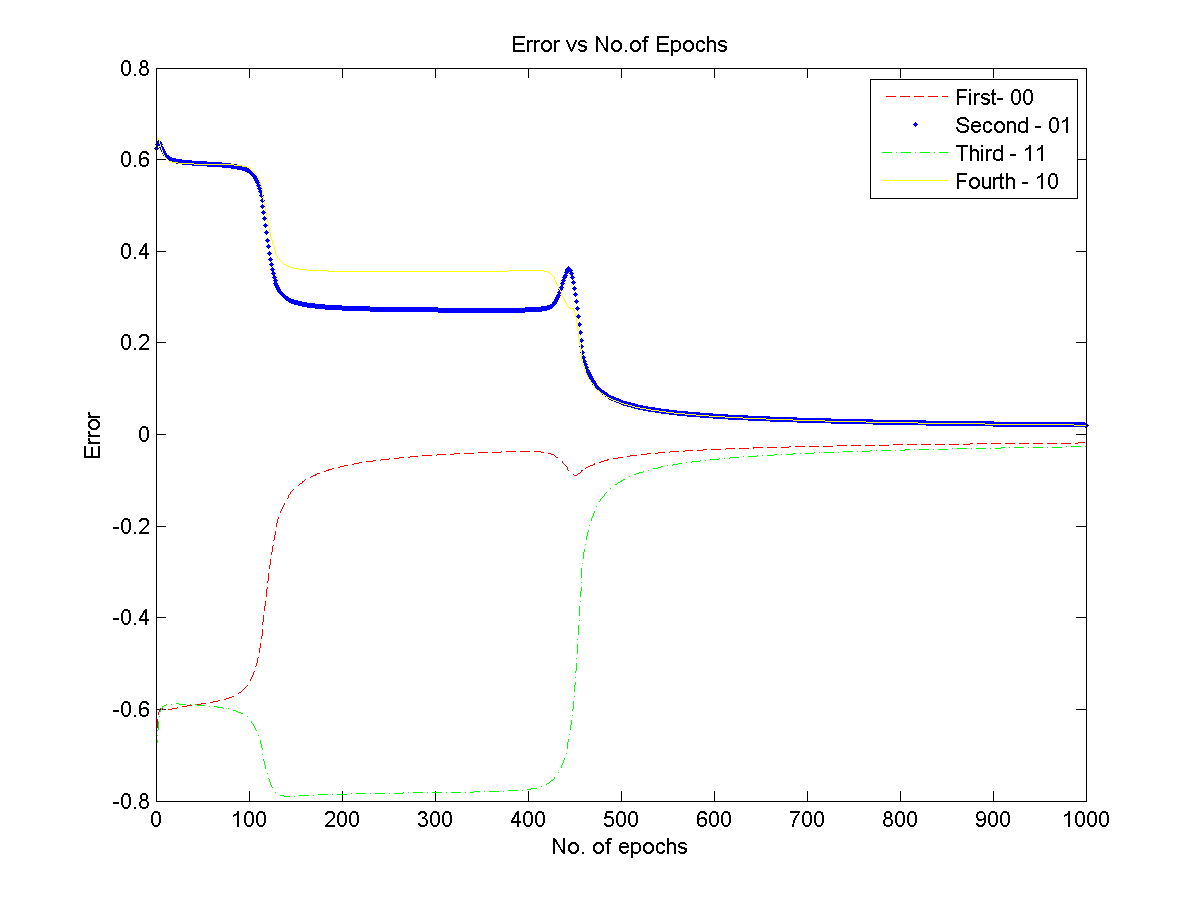 Error vs No.of Epochs
First- 00
Second - 01
Third - 11
Fourth - 10
0.8
0.6
0.4
0.2
0
-0.2
-0.4
-0.6
-0.8
Error
0 100 200 300 400 500 600 700 800 900 1000
No. of epochs